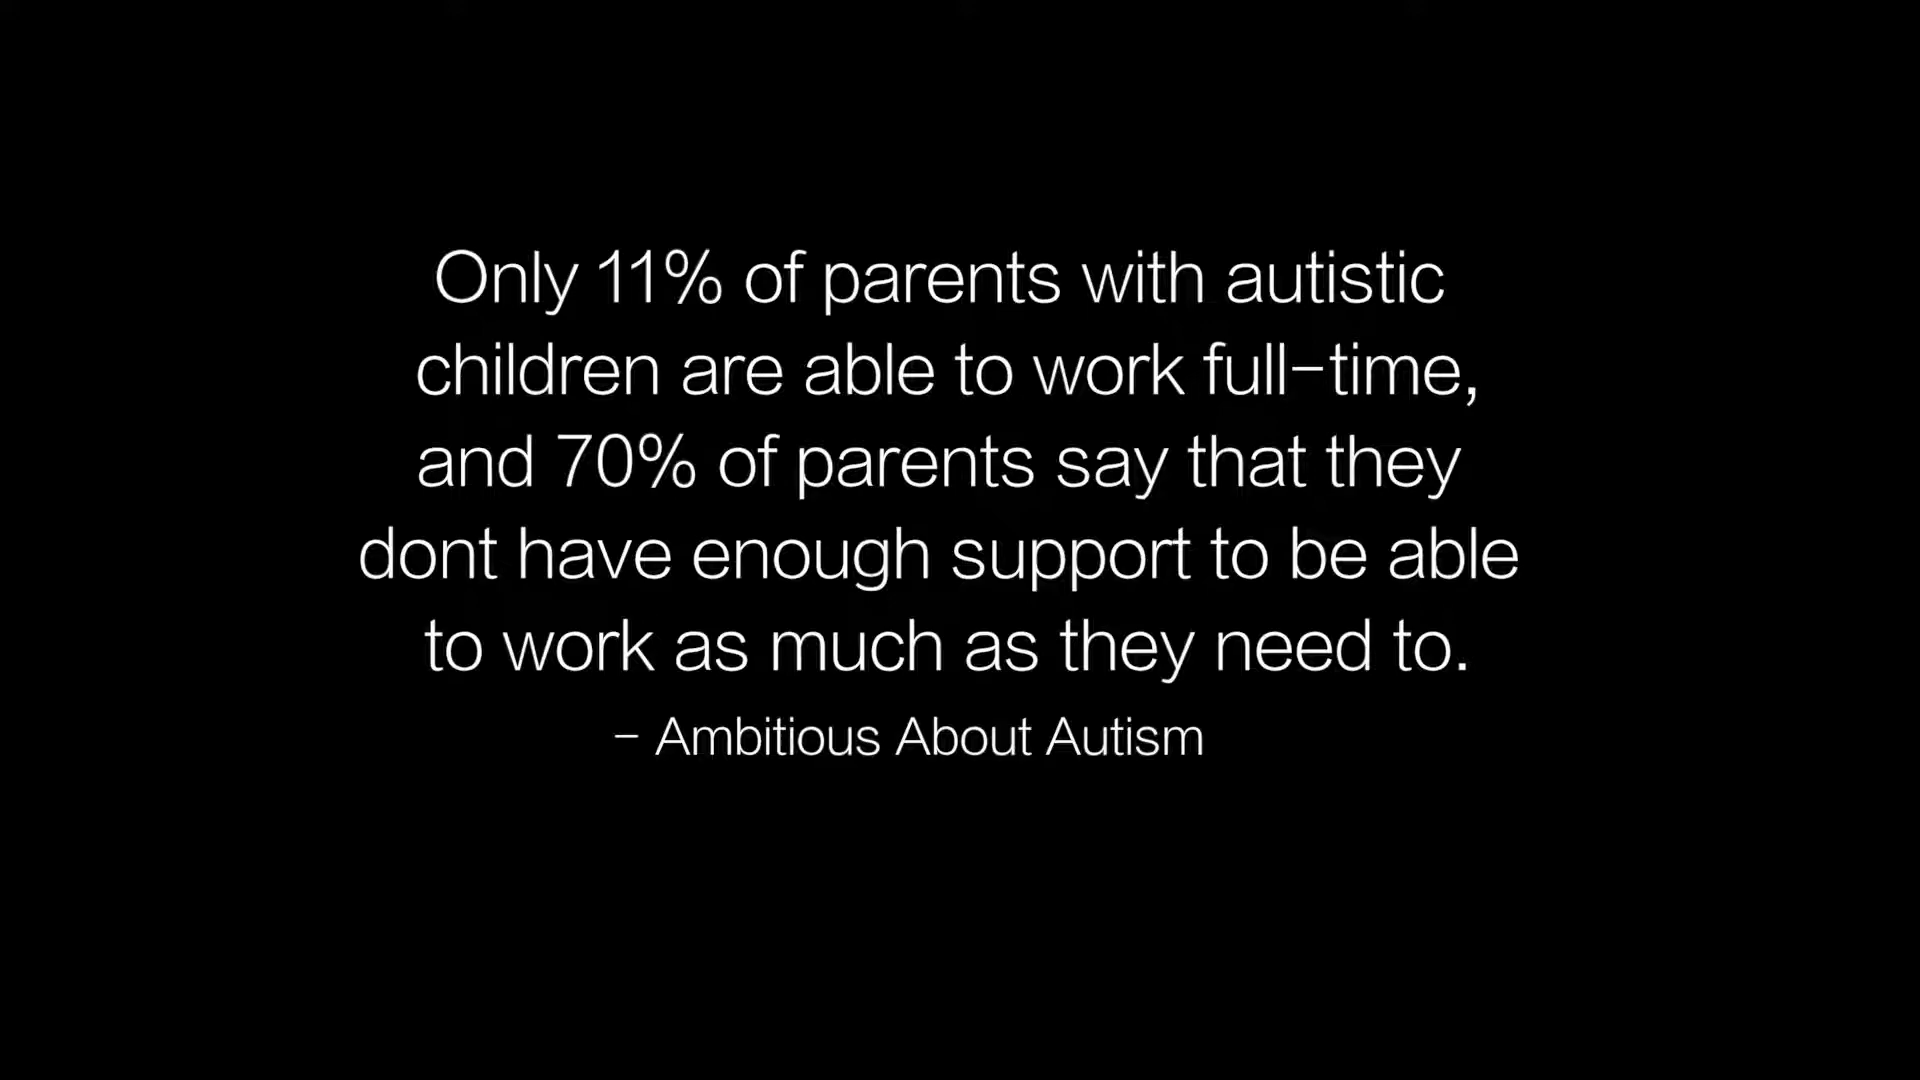 Only 11% of parents with autistic
children are able to work full-time,
and 70% of parents say that they
dont have enough support to be able
to work as much as they need to.
- Ambitious About Autism